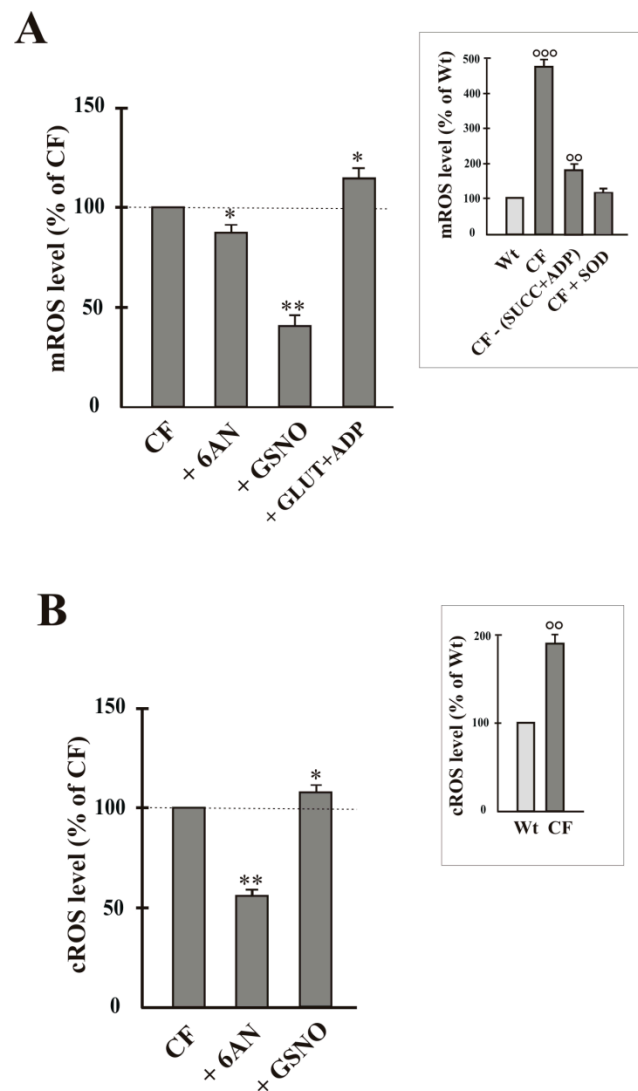 A
mROS level (% of CF)
150
100
50
0
*
**
*
CF
+ 6AN
+ GSNO
+ GLUT+ADP
mROS level (% of Wt)
500
400
200
100
0
°°°
°°
Wt
CF
CF - (SUCC+ADP)
CF + SOD
B
cROS level (% of CF)
150
100
50
0
**
*
CF
+ 6AN
+ GSNO
cROS level (% of Wt)
200
100
0
°°
Wt CF